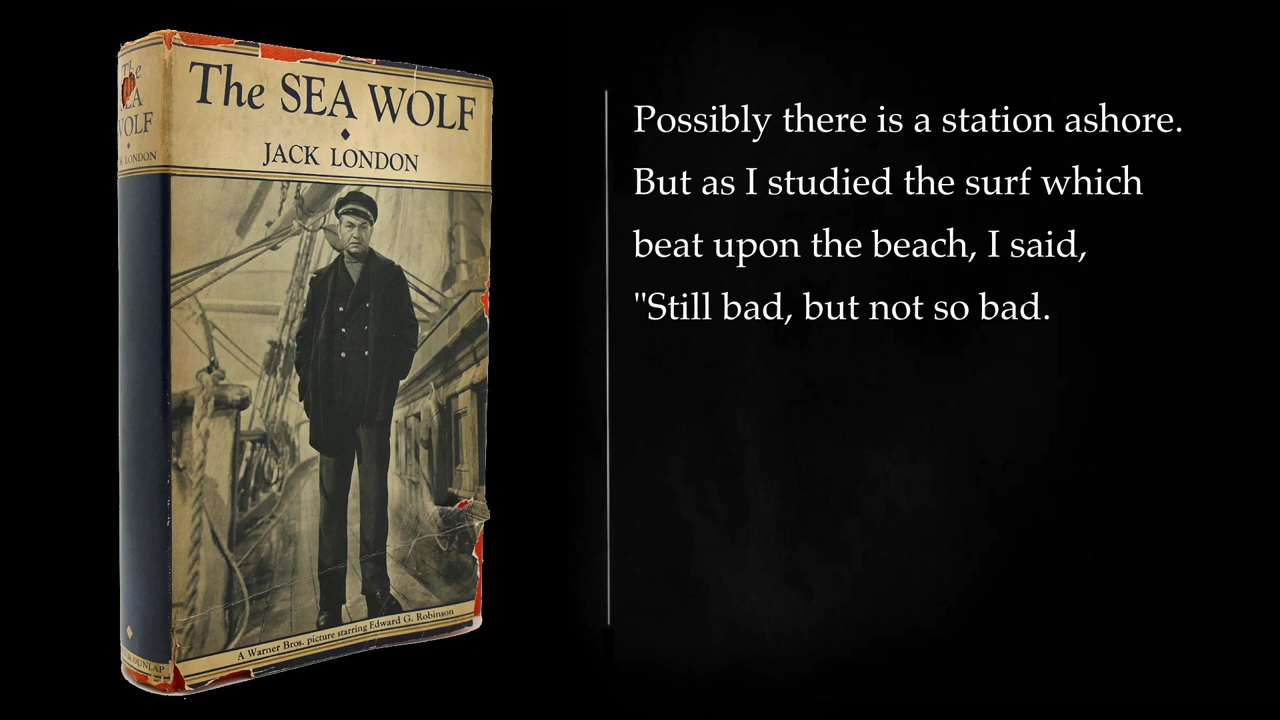 The SEA WOLF
JACK LONDON
A Warner Bros. picture starring Edward G. Robinson
The
SEA
WOLF
LONDON
DUNLAP
Possibly there is a station ashore.
But as I studied the surf which
beat upon the beach, I said,
"Still bad, but not so bad.